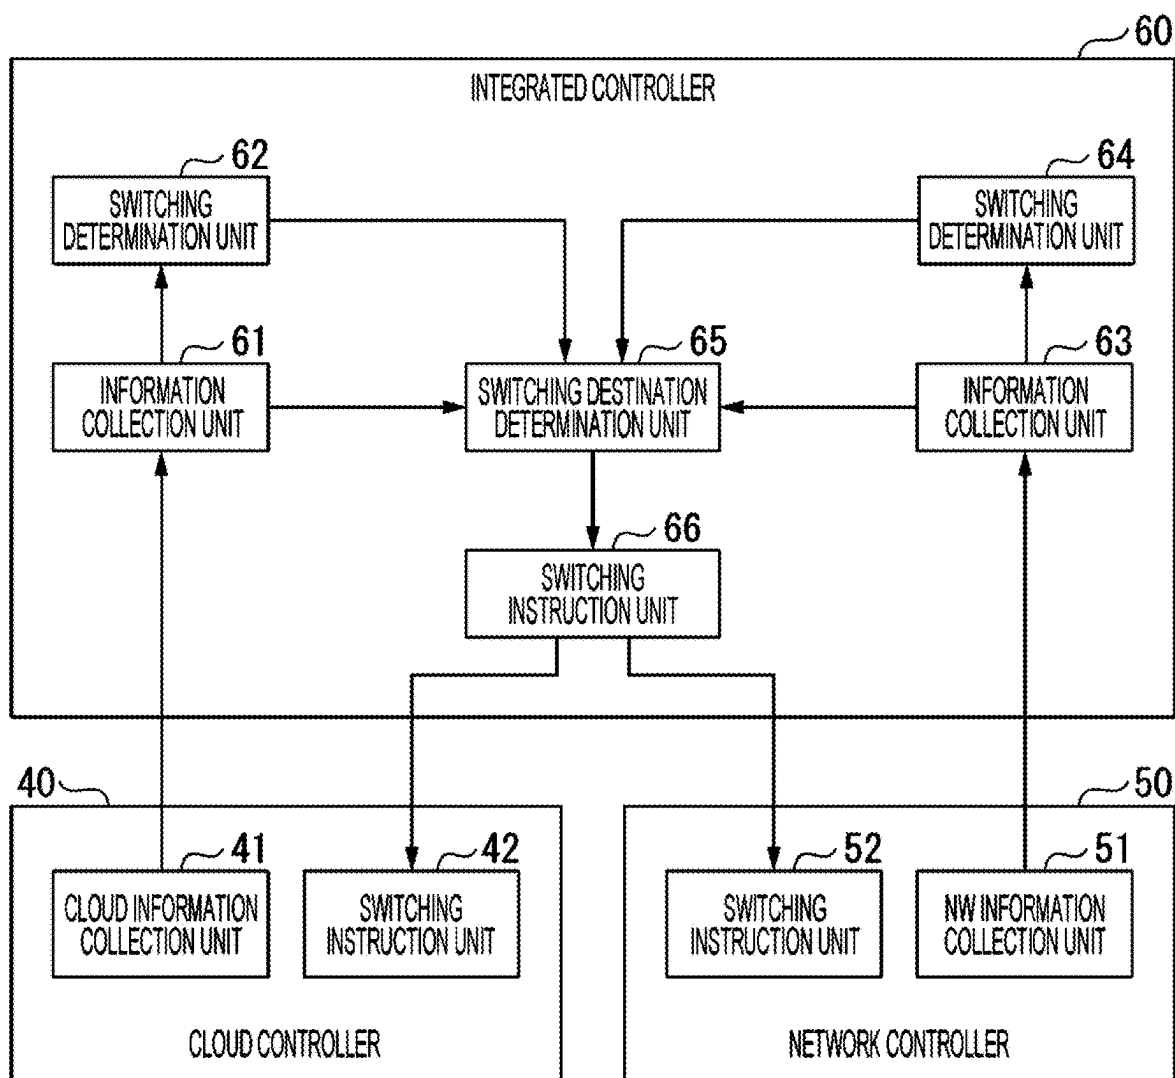 60
INTEGRATED CONTROLLER
62
SWITCHING
DETERMINATION UNIT
64
SWITCHING
DETERMINATION UNIT
61
INFORMATION
COLLECTION UNIT
65
SWITCHING DESTINATION
DETERMINATION UNIT
63
INFORMATION
COLLECTION UNIT
66
SWITCHING
INSTRUCTION UNIT
40
41
CLOUD INFORMATION
COLLECTION UNIT
42
SWITCHING
INSTRUCTION UNIT
CLOUD CONTROLLER
50
52
SWITCHING
INSTRUCTION UNIT
51
NW INFORMATION
COLLECTION UNIT
NETWORK CONTROLLER